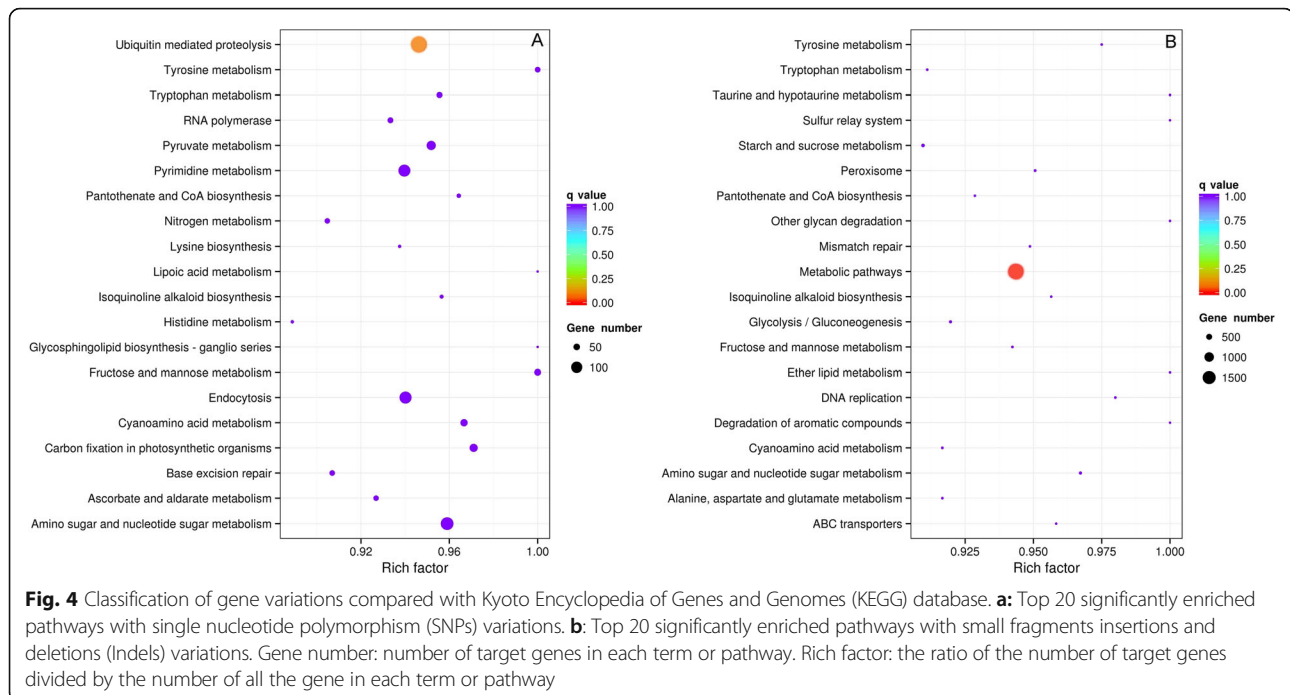 A
Ubiquitin mediated proteolysis
Tyrosine metabolism
Tryptophan metabolism
RNA polymerase
Pyruvate metabolism
Pyrimidine metabolism
Pantothenate and CoA biosynthesis
Nitrogen metabolism
Lysine biosynthesis
Lipoic acid metabolism
Isoquinoline alkaloid biosynthesis
Histidine metabolism
Glycosphingolipid biosynthesis - ganglio series
Fructose and mannose metabolism
Endocytosis
Cyanoamino acid metabolism
Carbon fixation in photosynthetic organisms
Base excision repair
Ascorbate and aldarate metabolism
Amino sugar and nucleotide sugar metabolism
0.92 0.96 1.00
Rich factor
q value
1.00
0.75
0.50
0.25
0.00
Gene number
50
100
B
Tyrosine metabolism
Tryptophan metabolism
Taurine and hypotaurine metabolism
Sulfur relay system
Starch and sucrose metabolism
Peroxisome
Pantothenate and CoA biosynthesis
Other glycan degradation
Mismatch repair
Metabolic pathways
Isoquinoline alkaloid biosynthesis
Glycolysis / Gluconeogenesis
Fructose and mannose metabolism
Ether lipid metabolism
DNA replication
Degradation of aromatic compounds
Cyanoamino acid metabolism
Amino sugar and nucleotide sugar metabolism
Alanine, aspartate and glutamate metabolism
ABC transporters
0.925 0.950 0.975 1.000
Rich factor
q value
1.00
0.75
0.50
0.25
0.00
Gene number
500
1000
1500
Fig. 4 Classification of gene variations compared with Kyoto Encyclopedia of Genes and Genomes (KEGG) database. a: Top 20 significantly enriched
pathways with single nucleotide polymorphism (SNPs) variations. b: Top 20 significantly enriched pathways with small fragments insertions and
deletions (Indels) variations. Gene number: number of target genes in each term or pathway. Rich factor: the ratio of the number of target genes
divided by the number of all the gene in each term or pathway